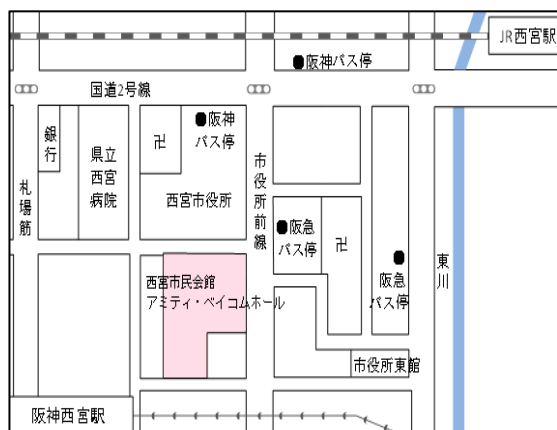 JR西宮駅
阪神バス停
国道2号線
銀行
県立
西宮
病院
卍
阪神
バス停
西宮市役所
札場筋
市役所前線
阪急
バス停
卍
阪急
バス停
東川
西宮市民会館
アミティ・ベイコムホール
市役所東館
阪神西宮駅